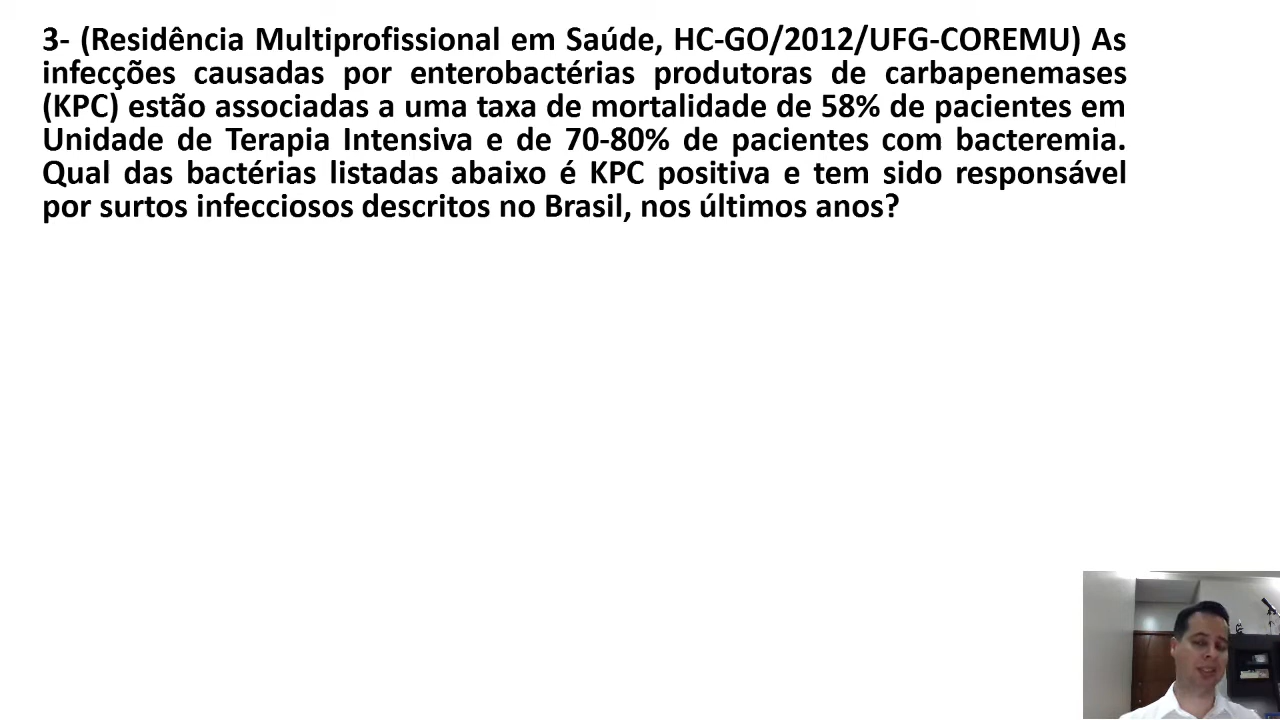 3- (Residência Multiprofissional em Saúde, HC-GO/2012/UFG-COREMU) As
infecções causadas por enterobactérias produtoras de carbapenemases
(KPC) estão associadas a uma taxa de mortalidade de 58% de pacientes em
Unidade de Terapia Intensiva e de 70-80% de pacientes com bacteremia.
Qual das bactérias listadas abaixo é KPC positiva e tem sido responsável
por surtos infecciosos descritos no Brasil, nos últimos anos?